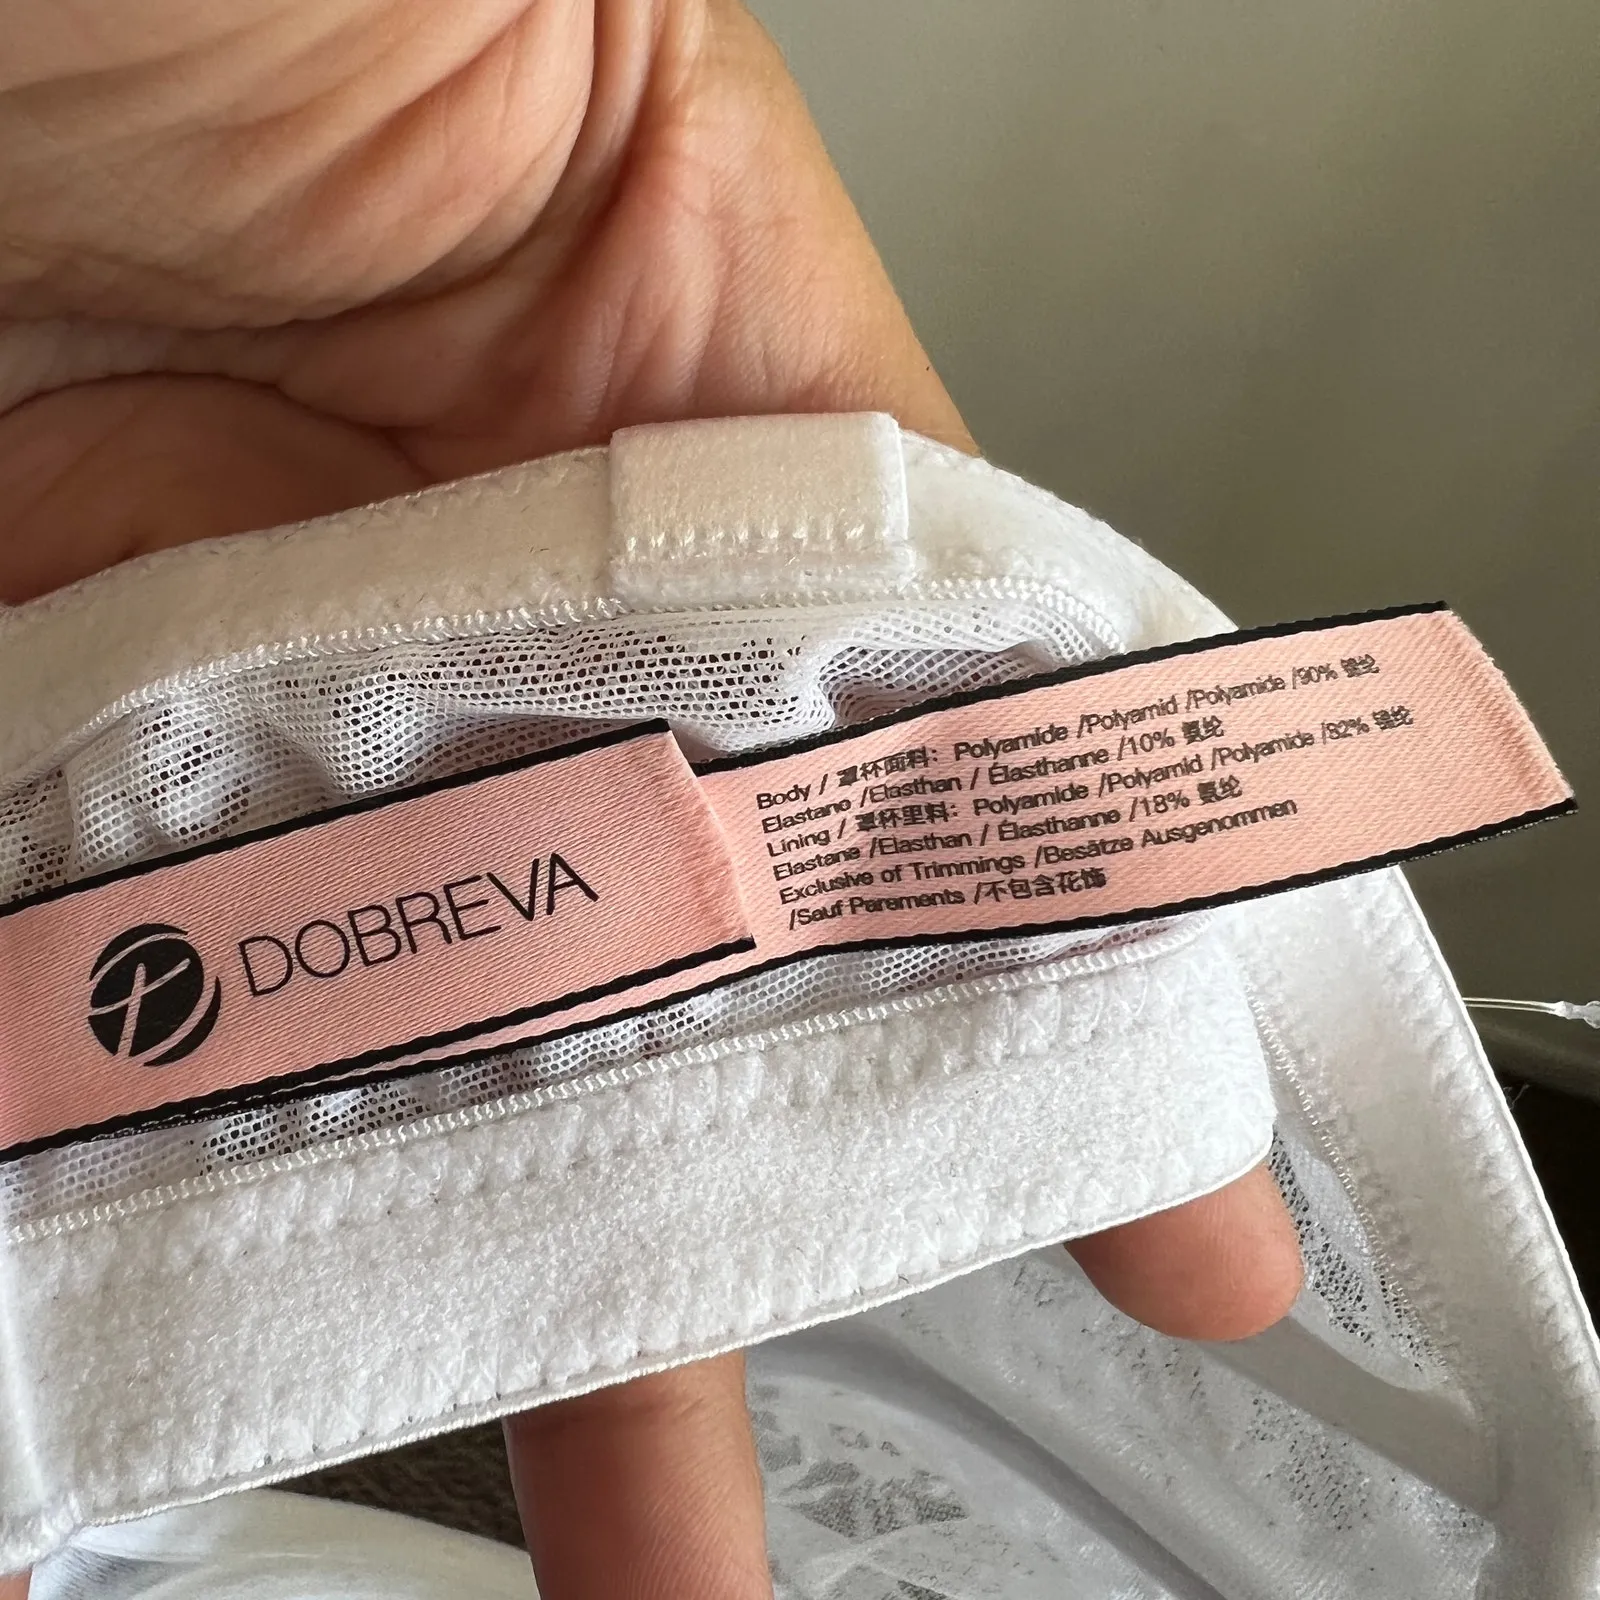 DOBREVA
Body / 罩杯面料: Polyamide /Polyamid /Polyamide /90% 锦纶
Elastane /Elasthan / Élasthanne /10% 氨纶
Lining / 罩杯里料: Polyamide /Polyamid /Polyamide /82% 锦纶
Elastane /Elasthan / Élasthanne /18% 氨纶
Exclusive of Trimmings /Besätze Ausgenommen
/Sauf Parements /不包含花饰